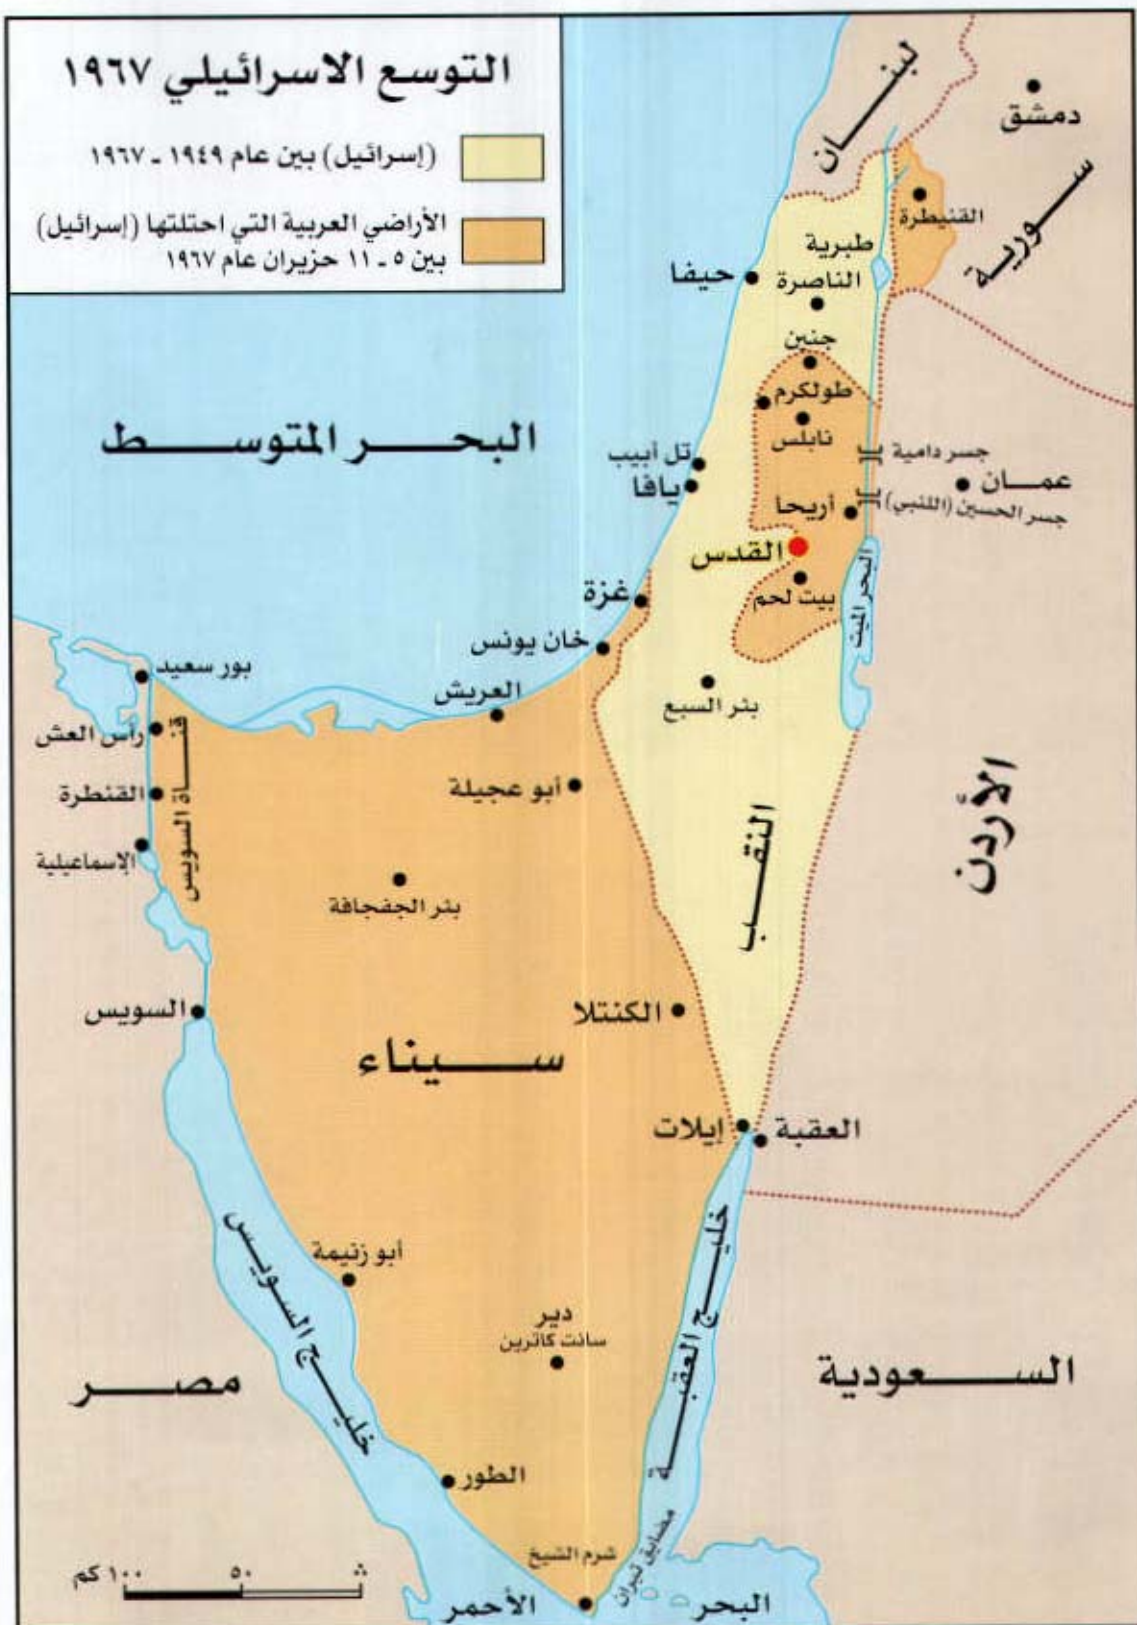 التوسع الاسرائيلي ١٩٦٧
(إسرائيل) بين عام ١٩٤٩ - ١٩٦٧
الأراضي العربية التي احتلتها (إسرائيل)
بين ٥ - ١١ حزيران عام ١٩٦٧
لبنان
دمشق
سورية
القنيطرة
طبرية
حيفا
الناصرة
جنين
طولكرم
نابلس
البحر المتوسط
تل أبيب
يافا
جسر دامية
عمان
جسر الحسين (اللنبي)
أريحا
القدس
بيت لحم
البحر الميت
غزة
خان يونس
بور سعيد
العريش
بئر السبع
رأس العش
قناة السويس
القنطرة
أبو عجيلة
الإسماعيلية
بئر الجفجافة
النقب
الأردن
السويس
الكنتلا
سيناء
إيلات
العقبة
خليج السويس
خليج العقبة
أبو زنيمة
دير
سانت كاترين
مصر
السعودية
الطور
شرم الشيخ
مضايق تيران
البحر
الأحمر
٥٠
١٠٠ كم